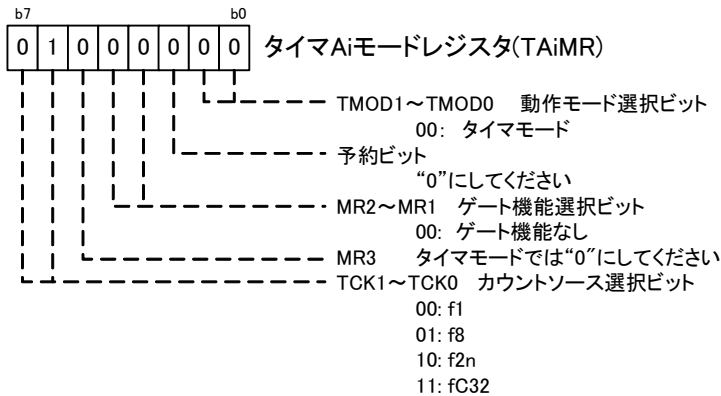 b7 b0
0 1 0 0 0 0 0 0 タイマAiモードレジスタ(TAiMR)
TMOD1～TMOD0 動作モード選択ビット
00: タイマモード
予約ビット
“0”にしてください
MR2～MR1 ゲート機能選択ビット
00: ゲート機能なし
MR3 タイマモードでは“0”にしてください
TCK1～TCK0 カウントソース選択ビット
00: f1
01: f8
10: f2n
11: fC32